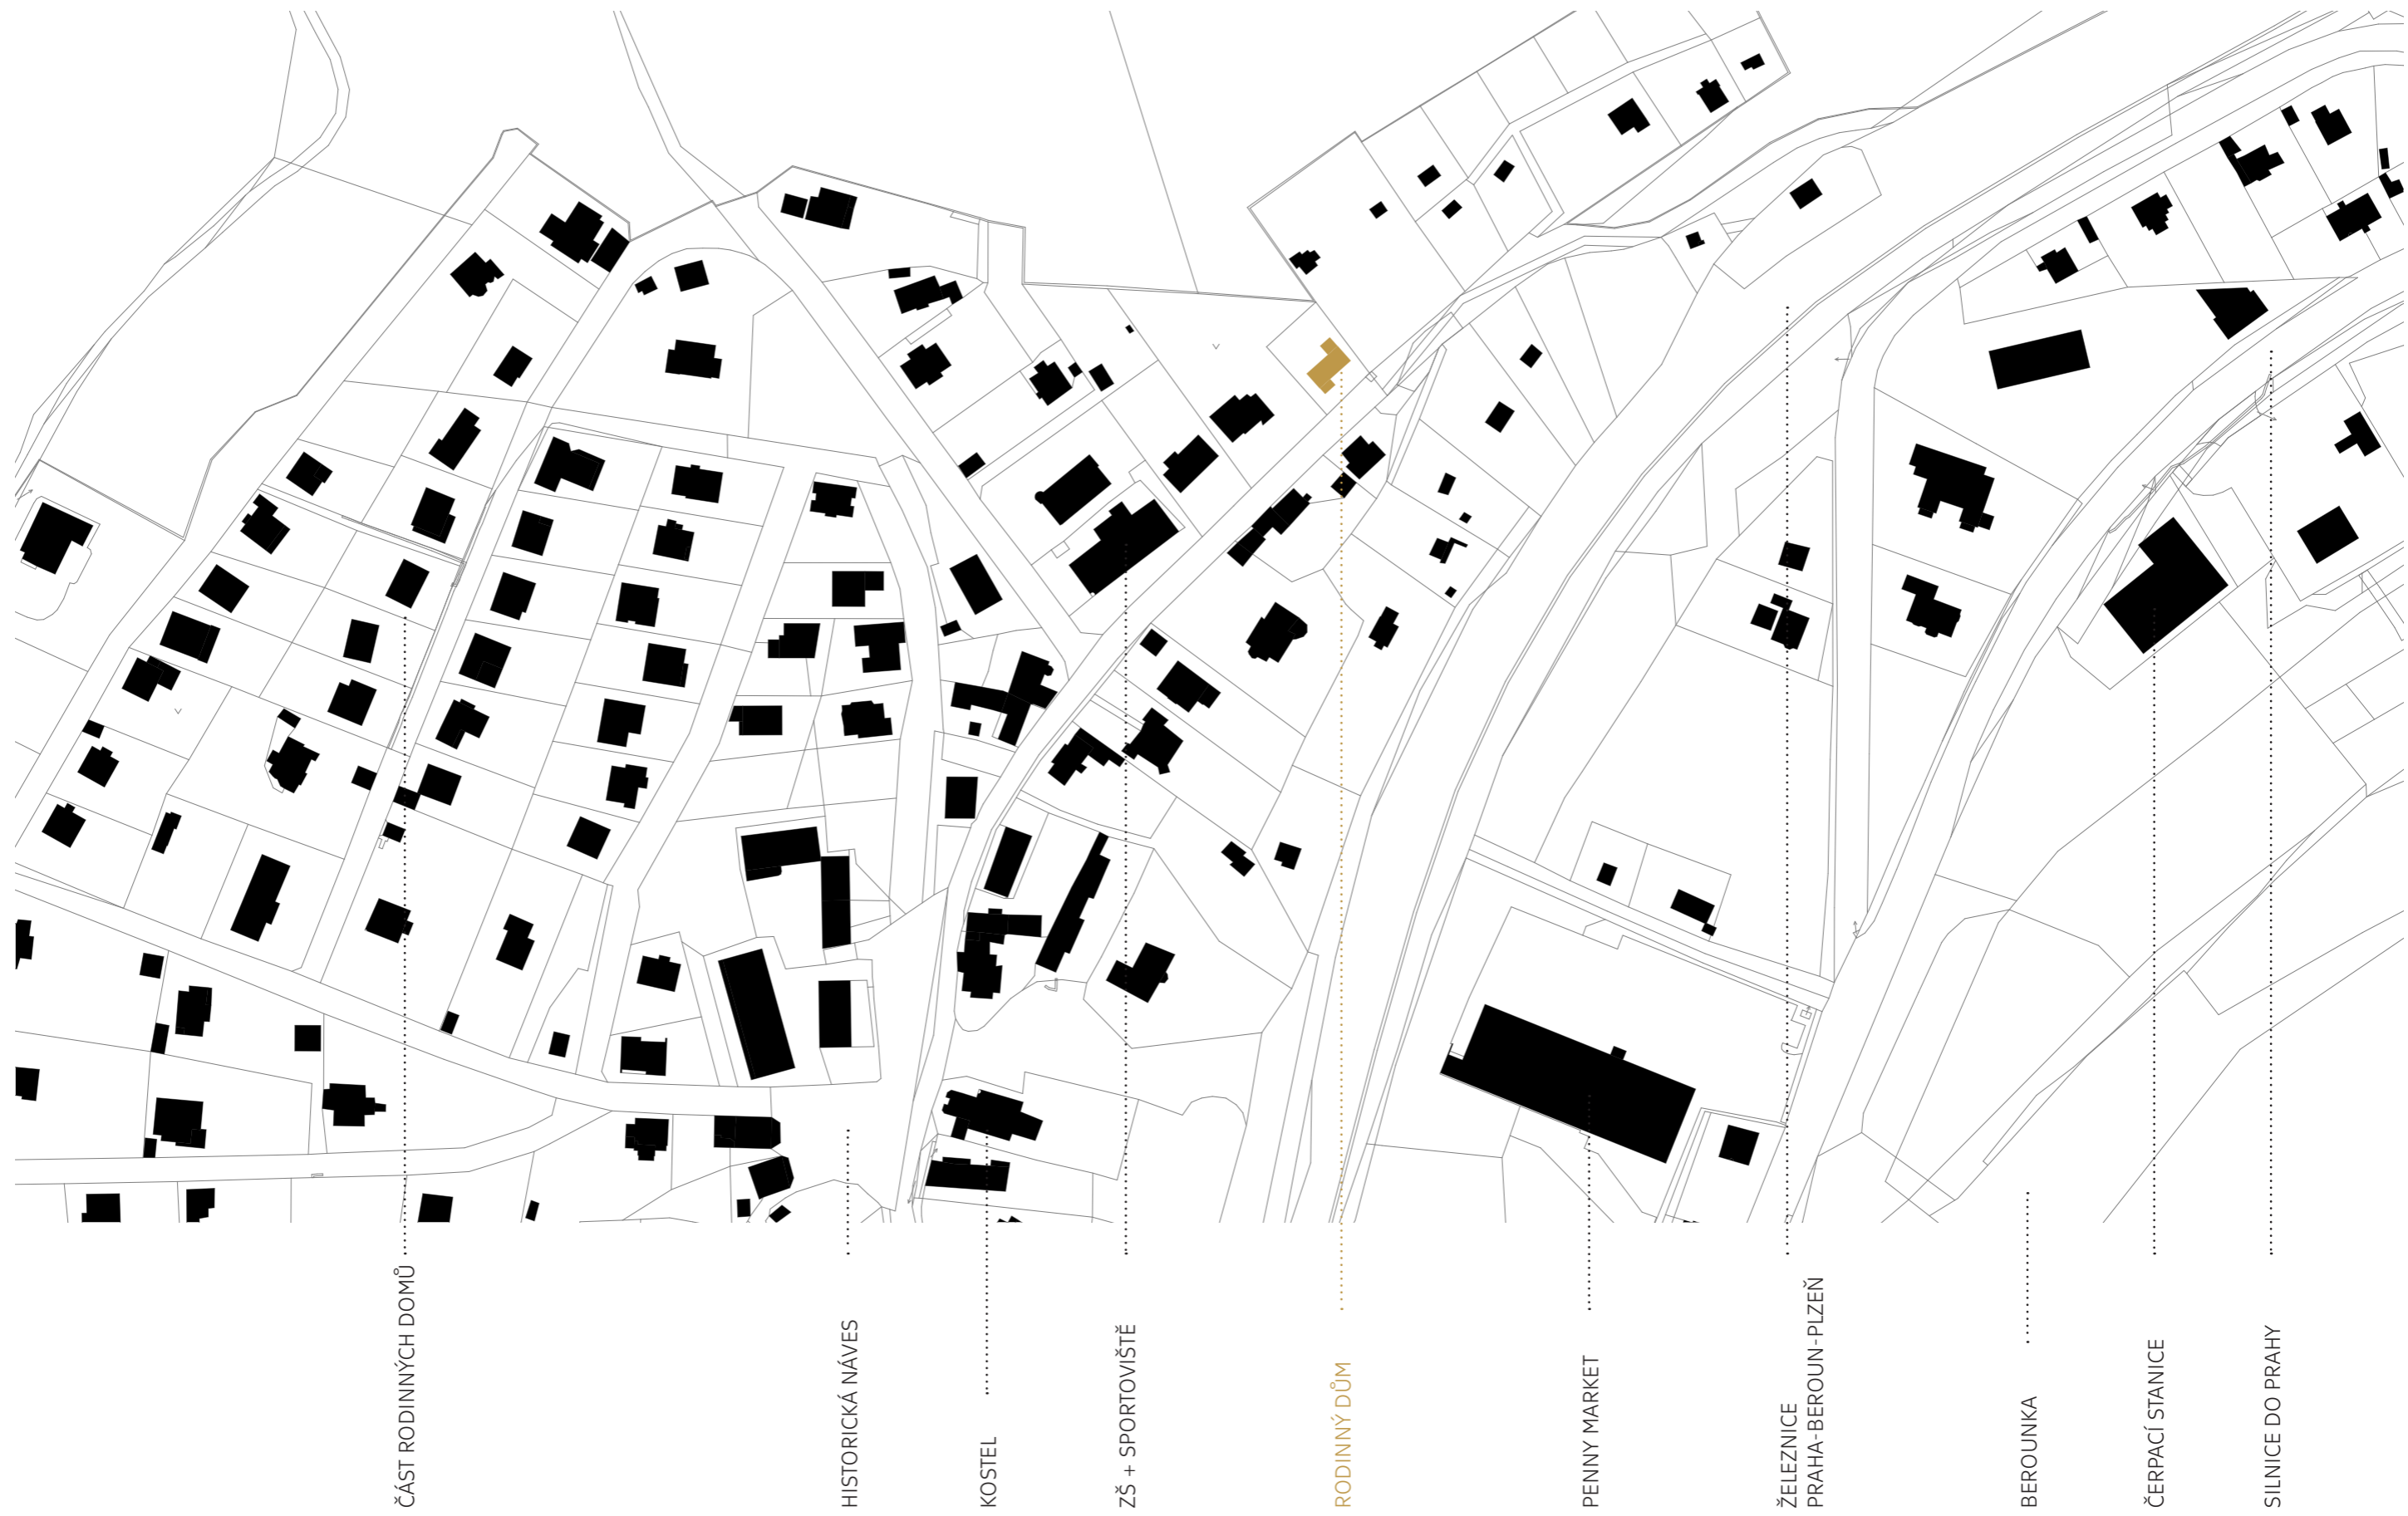 ČÁST RODINNÝCH DOMŮ
HISTORICKÁ NÁVES
KOSTEL
ZŠ + SPORTOVIŠTĚ
RODINNÝ DŮM
PENNY MARKET
ŽELEZNICE
PRAHA-BEROUN-PLZEŇ
BEROUNKA
ČERPACÍ STANICE
SILNICE DO PRAHY